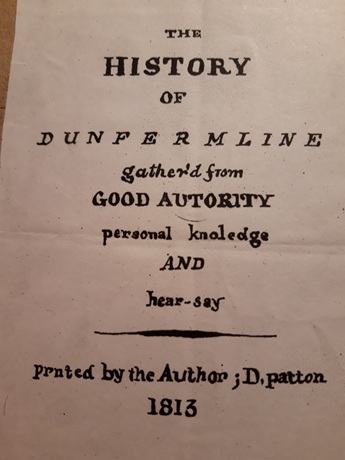 THE
HISTORY
OF
DUNFERMLINE
gather'd from
GOOD AUTORITY
personal knoledge
AND
hear-say
prnted by the Author ; D. patton
1813